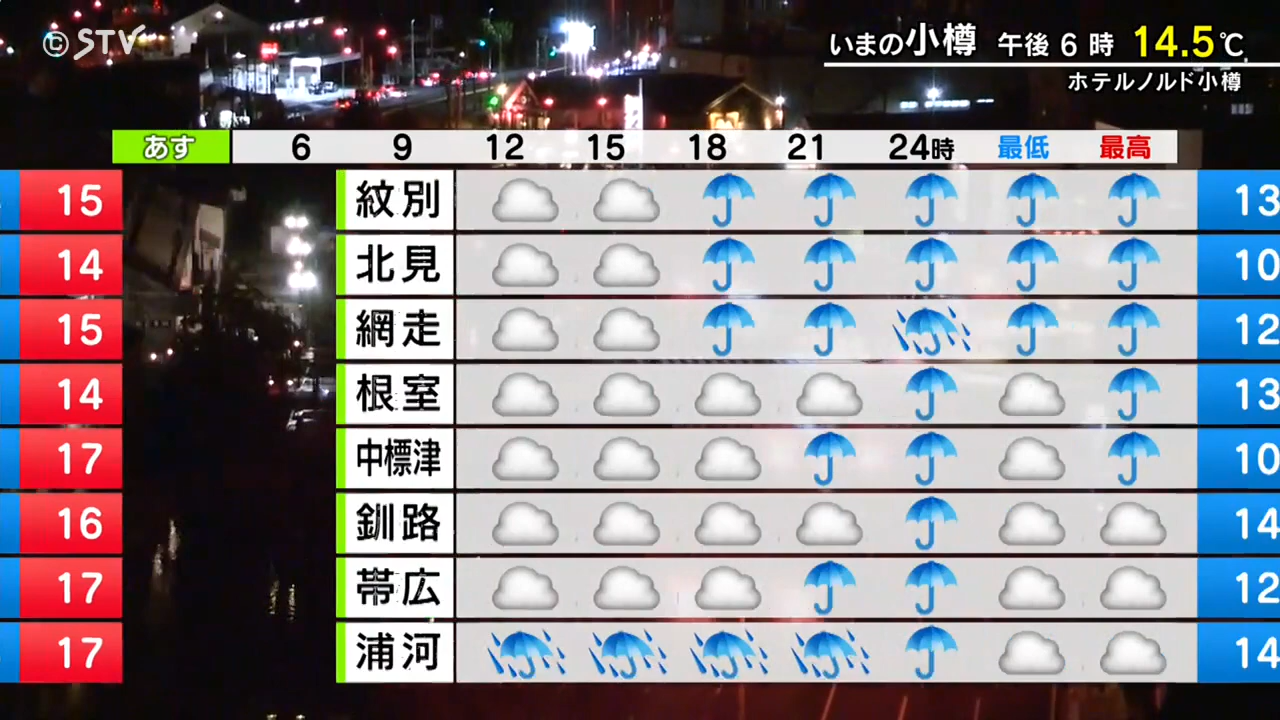 ©STV
いまの小樽 午後6時 14.5℃
ホテルノルド小樽
あす 6 9 12 15 18 21 24時 最低 最高
15 紋別 13
14 北見 10
15 網走 12
14 根室 13
17 中標津 10
16 釧路 14
17 帯広 12
17 浦河 14